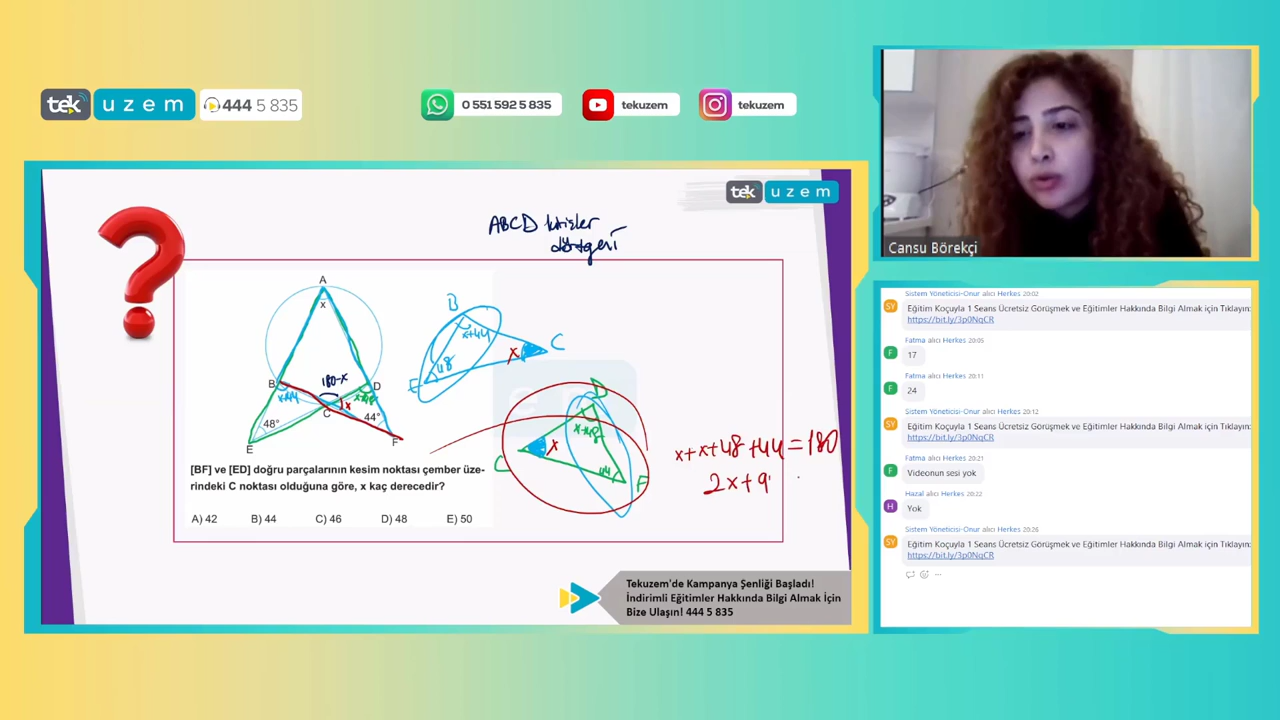 tek uzem 444 5 835
0 551 592 5 835
tekuzem
tekuzem
tek uzem
ABCD kirişler
dörtgeni
A
x
B
D
180-x
x+44
x+48
C
x
48°
44°
E
F
B
x+44
C
x
48
E
D
x+48
C
x
44
F
x+x+48+44=180
2x+9
[BF] ve [ED] doğru parçalarının kesim noktası çember üze-
rindeki C noktası olduğuna göre, x kaç derecedir?
A) 42 B) 44 C) 46 D) 48 E) 50
Tekuzem'de Kampanya Şenliği Başladı!
İndirimli Eğitimler Hakkında Bilgi Almak İçin
Bize Ulaşın! 444 5 835
Cansu Börekçi
Sistem Yöneticisi-Onur alıcı Herkes 20:02
SY
Eğitim Koçuyla 1 Seans Ücretsiz Görüşmek ve Eğitimler Hakkında Bilgi Almak için Tıklayın:
https://bit.ly/3p0NqCR
Fatma alıcı Herkes 20:05
F 17
Fatma alıcı Herkes 20:11
F 24
Sistem Yöneticisi-Onur alıcı Herkes 20:12
SY
Eğitim Koçuyla 1 Seans Ücretsiz Görüşmek ve Eğitimler Hakkında Bilgi Almak için Tıklayın:
https://bit.ly/3p0NqCR
Fatma alıcı Herkes 20:21
F Videonun sesi yok
Hazal alıcı Herkes 20:22
H Yok
Sistem Yöneticisi-Onur alıcı Herkes 20:26
SY
Eğitim Koçuyla 1 Seans Ücretsiz Görüşmek ve Eğitimler Hakkında Bilgi Almak için Tıklayın:
https://bit.ly/3p0NqCR